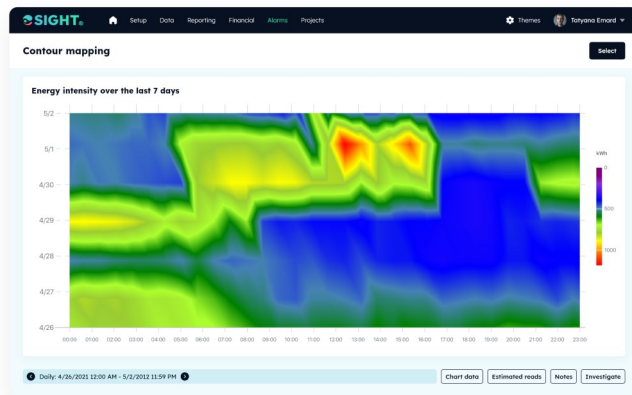 SIGHT.
Setup Data Reporting Financial Alarms Projects Themes Tatyana Emard
Contour mapping
Select
Energy intensity over the last 7 days
5/2
5/1
4/30
4/29
4/28
4/27
4/26
00:00 01:00 02:00 03:00 04:00 05:00 06:00 07:00 08:00 09:00 10:00 11:00 12:00 13:00 14:00 15:00 16:00 17:00 18:00 19:00 20:00 21:00 22:00 23:00
kWh
0
500
1000
Daily: 4/26/2021 12:00 AM - 5/2/2012 11:59 PM
Chart data Estimated reads Notes Investigate